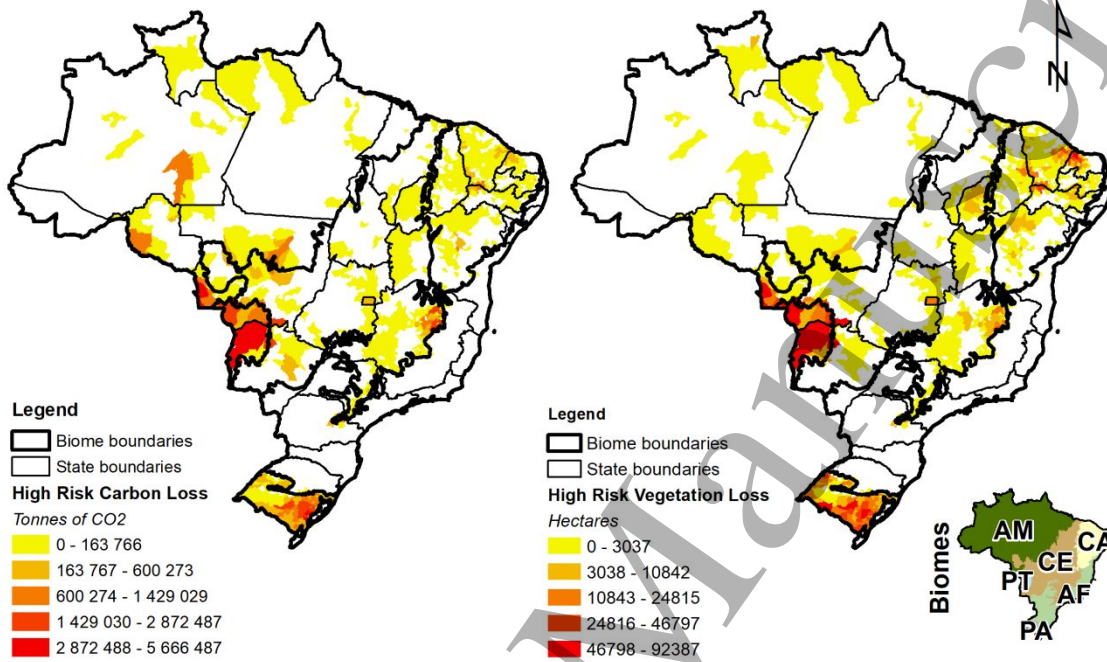 N
Legend
Biome boundaries
State boundaries
High Risk Carbon Loss
Tonnes of CO2
0 - 163 766
163 767 - 600 273
600 274 - 1 429 029
1 429 030 - 2 872 487
2 872 488 - 5 666 487
Legend
Biome boundaries
State boundaries
High Risk Vegetation Loss
Hectares
0 - 3037
3038 - 10842
10843 - 24815
24816 - 46797
46798 - 92387
Biomes
AM
CA
CE
PT
AF
PA
Manuscr